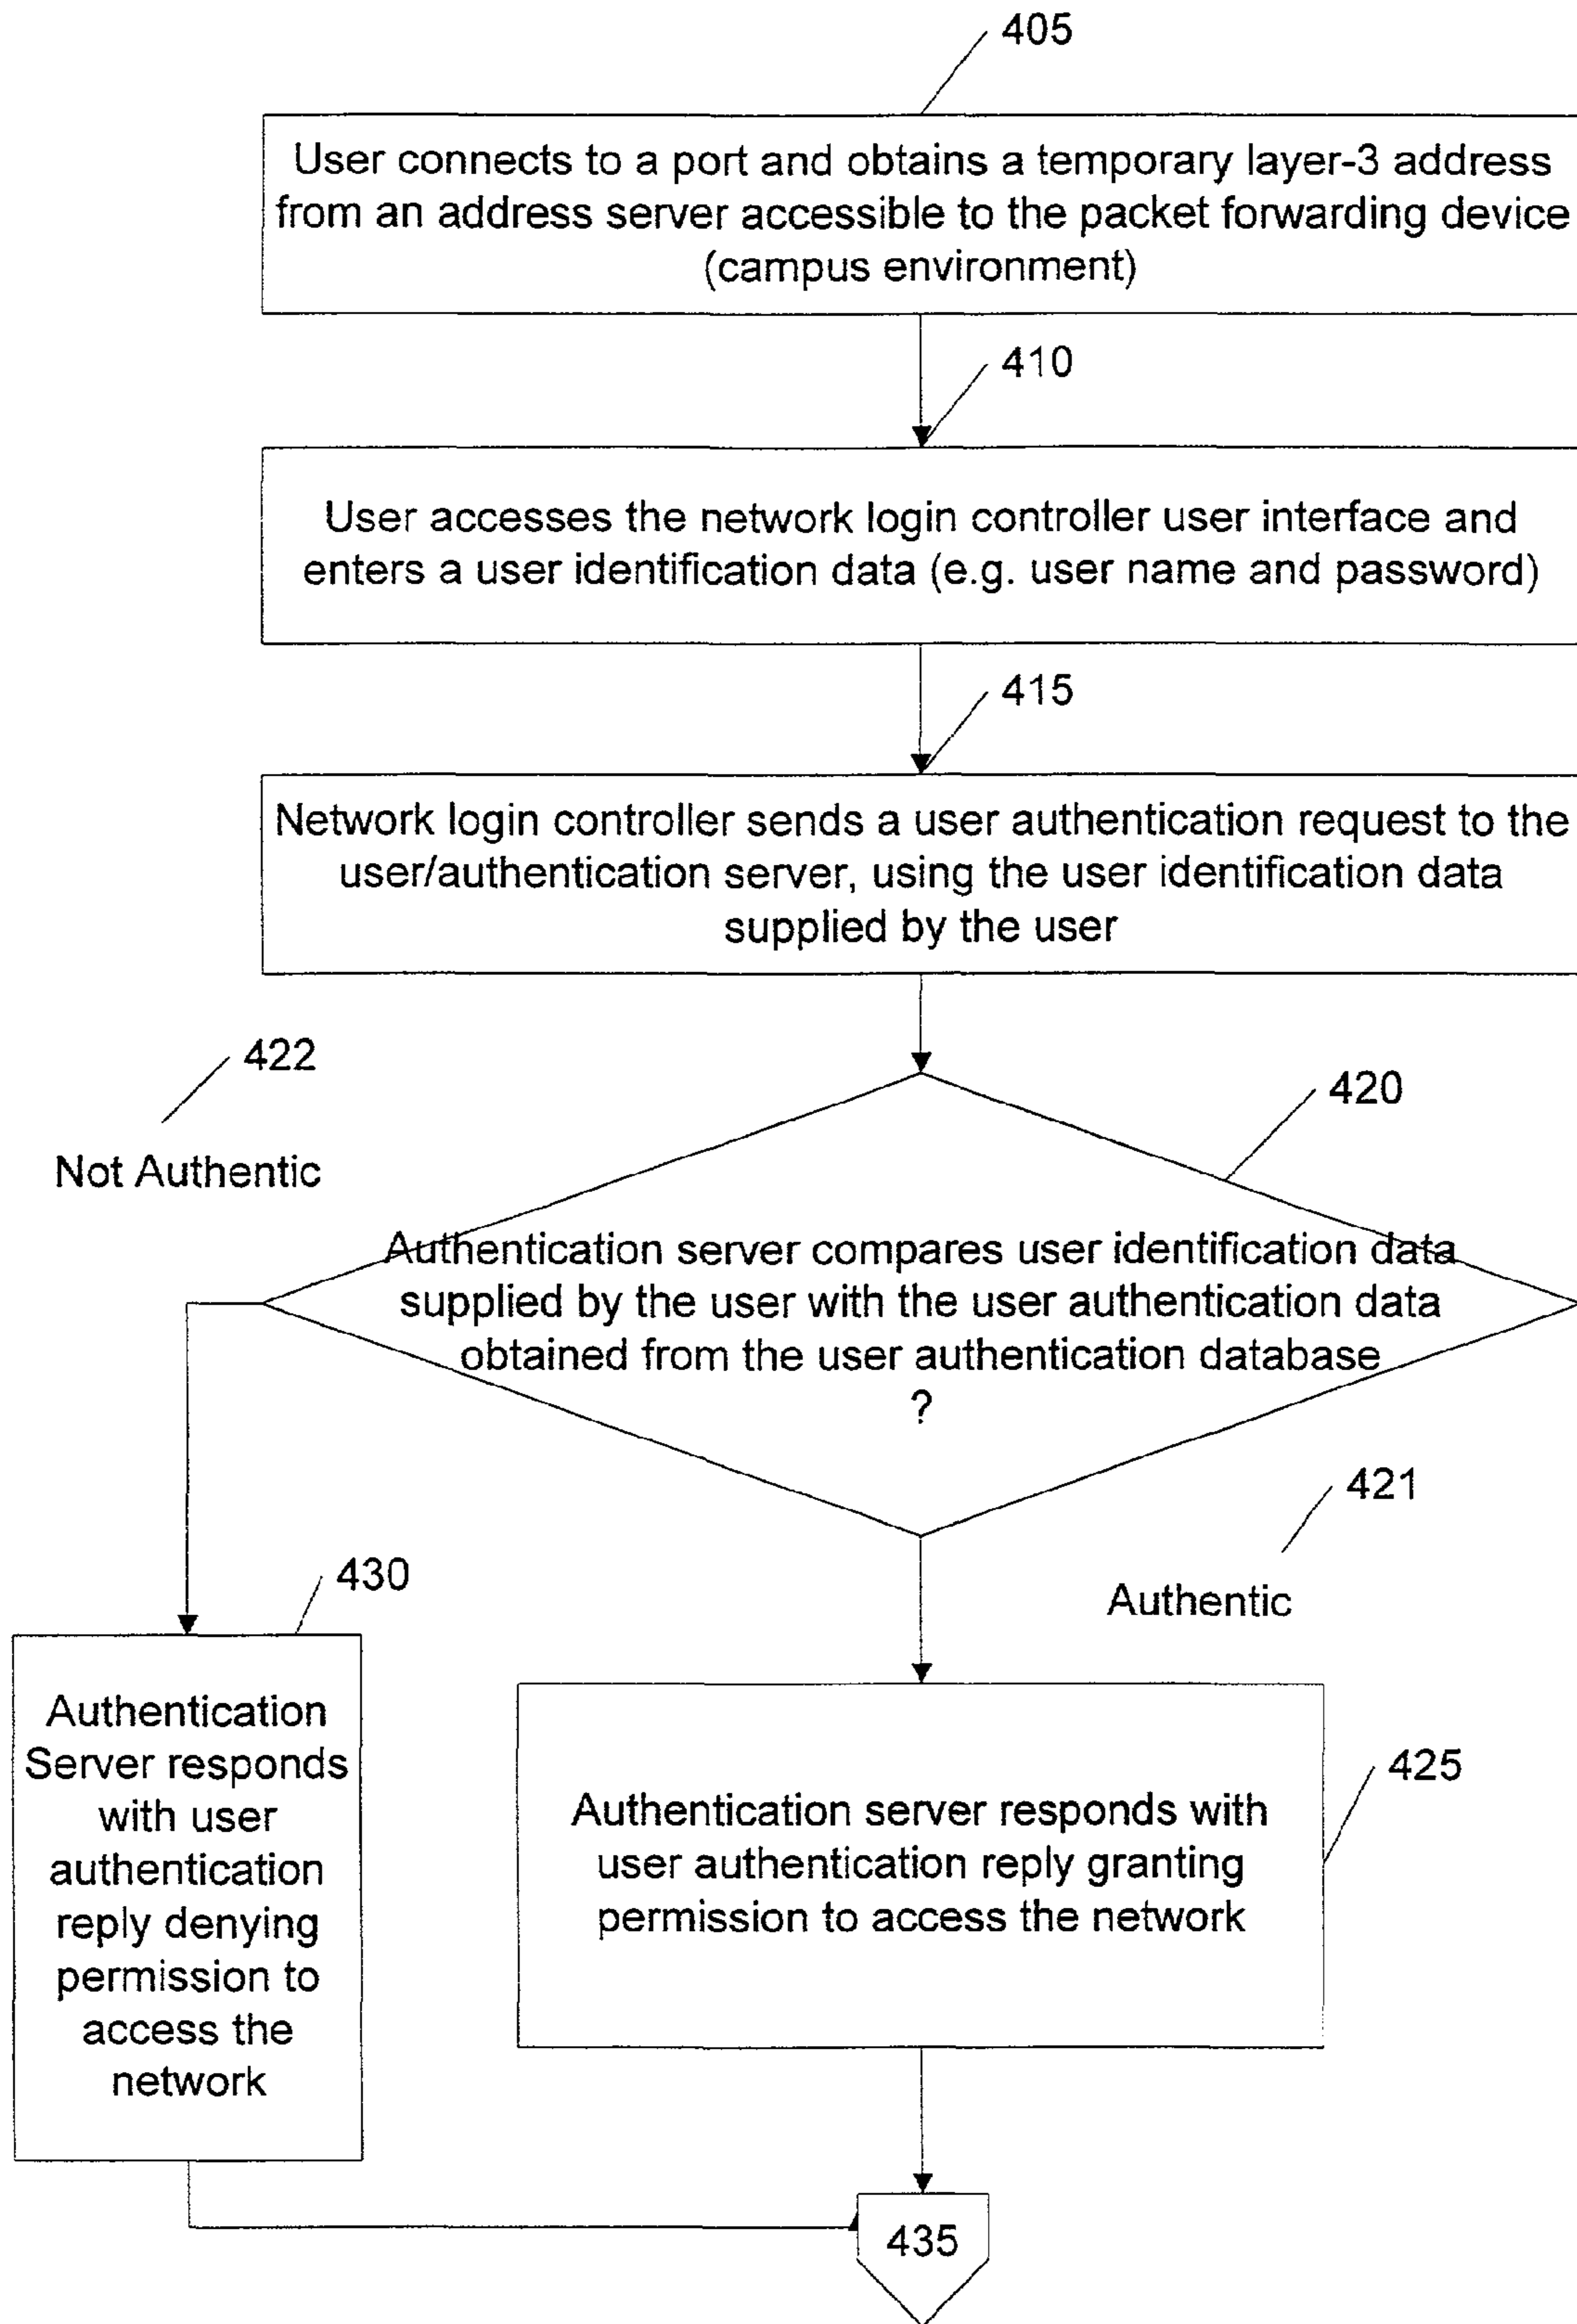 405
User connects to a port and obtains a temporary layer-3 address
from an address server accessible to the packet forwarding device
(campus environment)
410
User accesses the network login controller user interface and
enters a user identification data (e.g. user name and password)
415
Network login controller sends a user authentication request to the
user/authentication server, using the user identification data
supplied by the user
422
Not Authentic
420
Authentication server compares user identification data
supplied by the user with the user authentication data
obtained from the user authentication database
?
421
Authentic
430
Authentication
Server responds
with user
authentication
reply denying
permission to
access the
network
425
Authentication server responds with
user authentication reply granting
permission to access the network
435